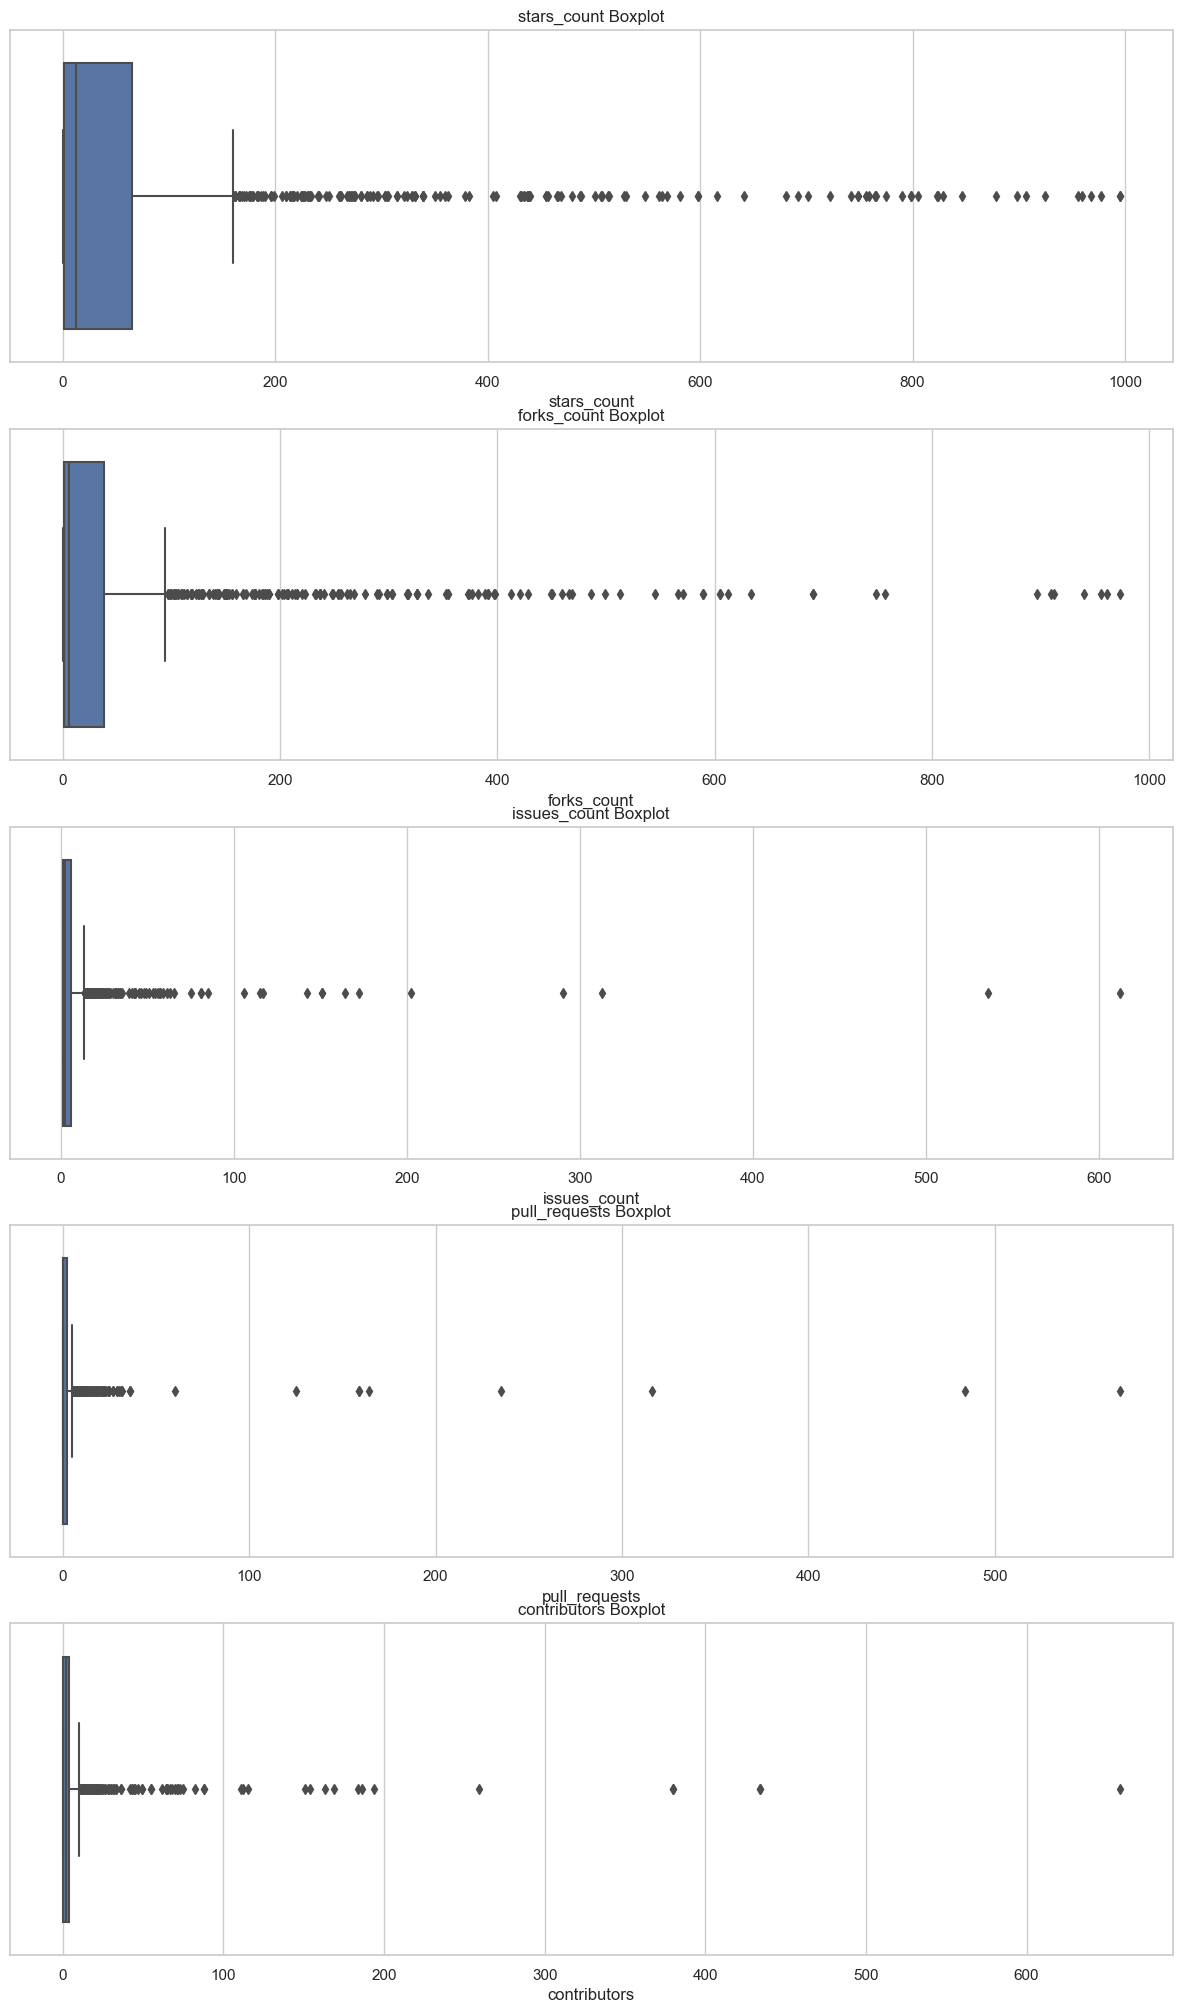 stars_count Boxplot
0 200 400 600 800 1000
stars_count
forks_count Boxplot
0 200 400 600 800 1000
forks_count
issues_count Boxplot
0 100 200 300 400 500 600
issues_count
pull_requests Boxplot
0 100 200 300 400 500
pull_requests
contributors Boxplot
0 100 200 300 400 500 600
contributors